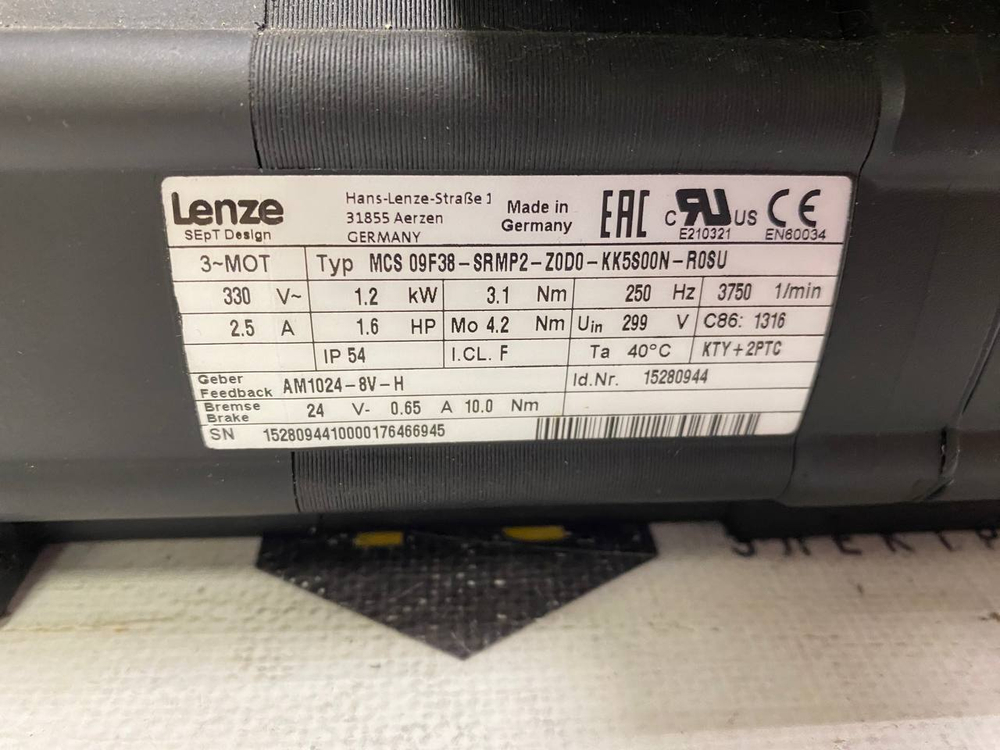 Lenze
SEpT Design
Hans-Lenze-Straße 1
31855 Aerzen
GERMANY
Made in
Germany
EAC
c RU US
E210321
CE
EN60034
3~MOT Typ MCS 09F38-SRMP2-Z0D0-KK5S00N-R0SU
330 V~ 1.2 kW 3.1 Nm 250 Hz 3750 1/min
2.5 A 1.6 HP Mo 4.2 Nm Uin 299 V C86: 1316
IP 54 I.CL. F Ta 40°C KTY+2PTC
Geber
Feedback AM1024-8V-H Id.Nr. 15280944
Bremse
Brake 24 V- 0.65 A 10.0 Nm
SN 1528094410000176466945